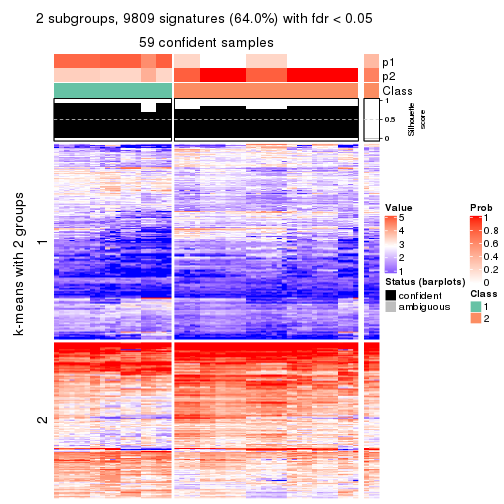 2 subgroups, 9809 signatures (64.0%) with fdr < 0.05
59 confident samples
p1
p2
Class
1
0.5
0
Silhouette
score
k-means with 2 groups
1
2
Value
5
4
3
2
1
Status (barplots)
confident
ambiguous
Prob
1
0.8
0.6
0.4
0.2
0
Class
1
2